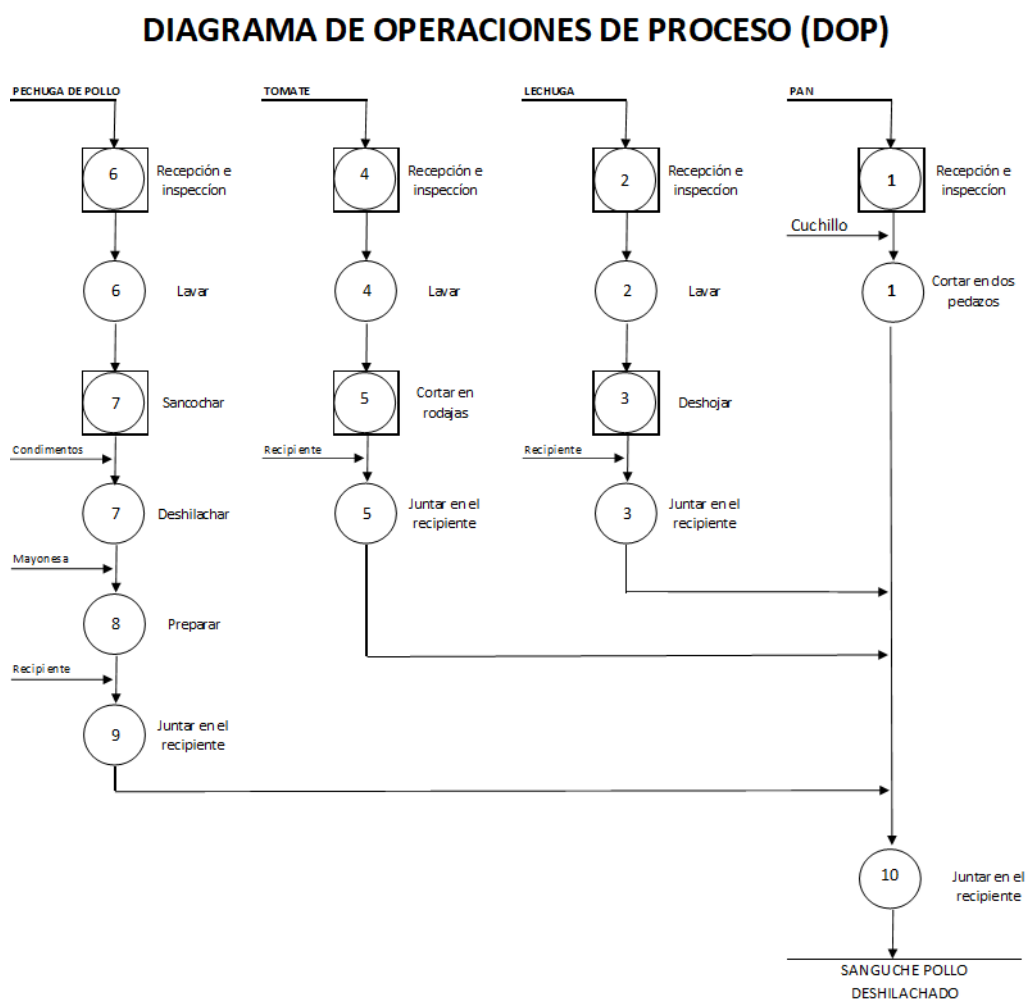 DIAGRAMA DE OPERACIONES DE PROCESO (DOP)
PECHUGA DE POLLO
TOMATE
LECHUGA
PAN
6
Recepción e
inspeccíon
4
Recepción e
inspeccíon
2
Recepción e
inspeccíon
1
Recepción e
inspeccíon
Cuchillo
6
Lavar
4
Lavar
2
Lavar
1
Cortar en dos
pedazos
7
Sancochar
5
Cortar en
rodajas
3
Deshojar
Condimentos
Recipiente
Recipiente
7
Deshilachar
5
Juntar en el
recipiente
3
Juntar en el
recipiente
Mayonesa
8
Preparar
Recipiente
9
Juntar en el
recipiente
10
Juntar en el
recipiente
SANGUCHE POLLO
DESHILACHADO